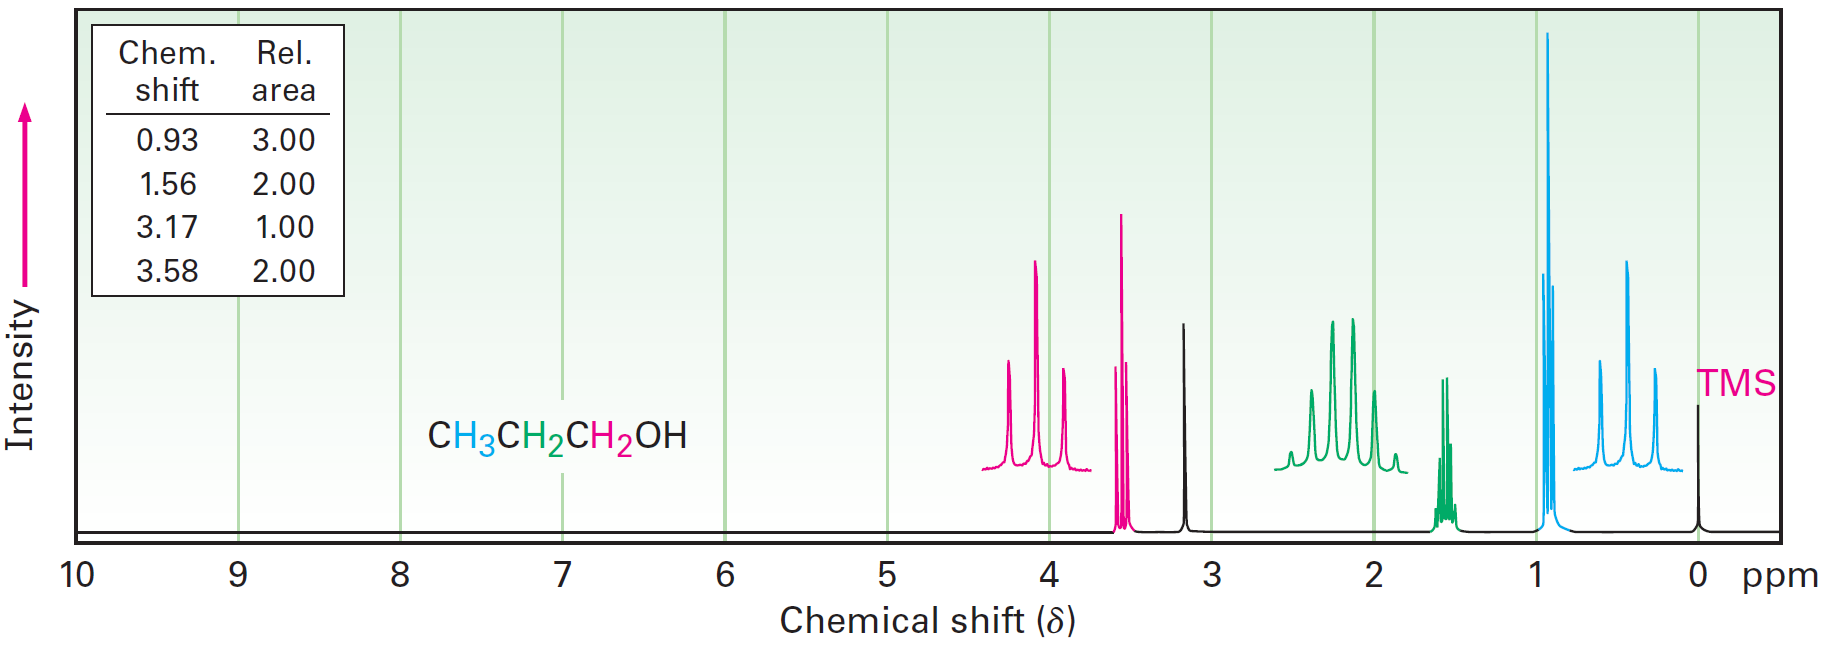 Chem. Rel.
shift area
0.93 3.00
1.56 2.00
3.17 1.00
3.58 2.00
Intensity
TMS
CH3CH2CH2OH
10 9 8 7 6 5 4 3 2 1 0 ppm
Chemical shift (δ)